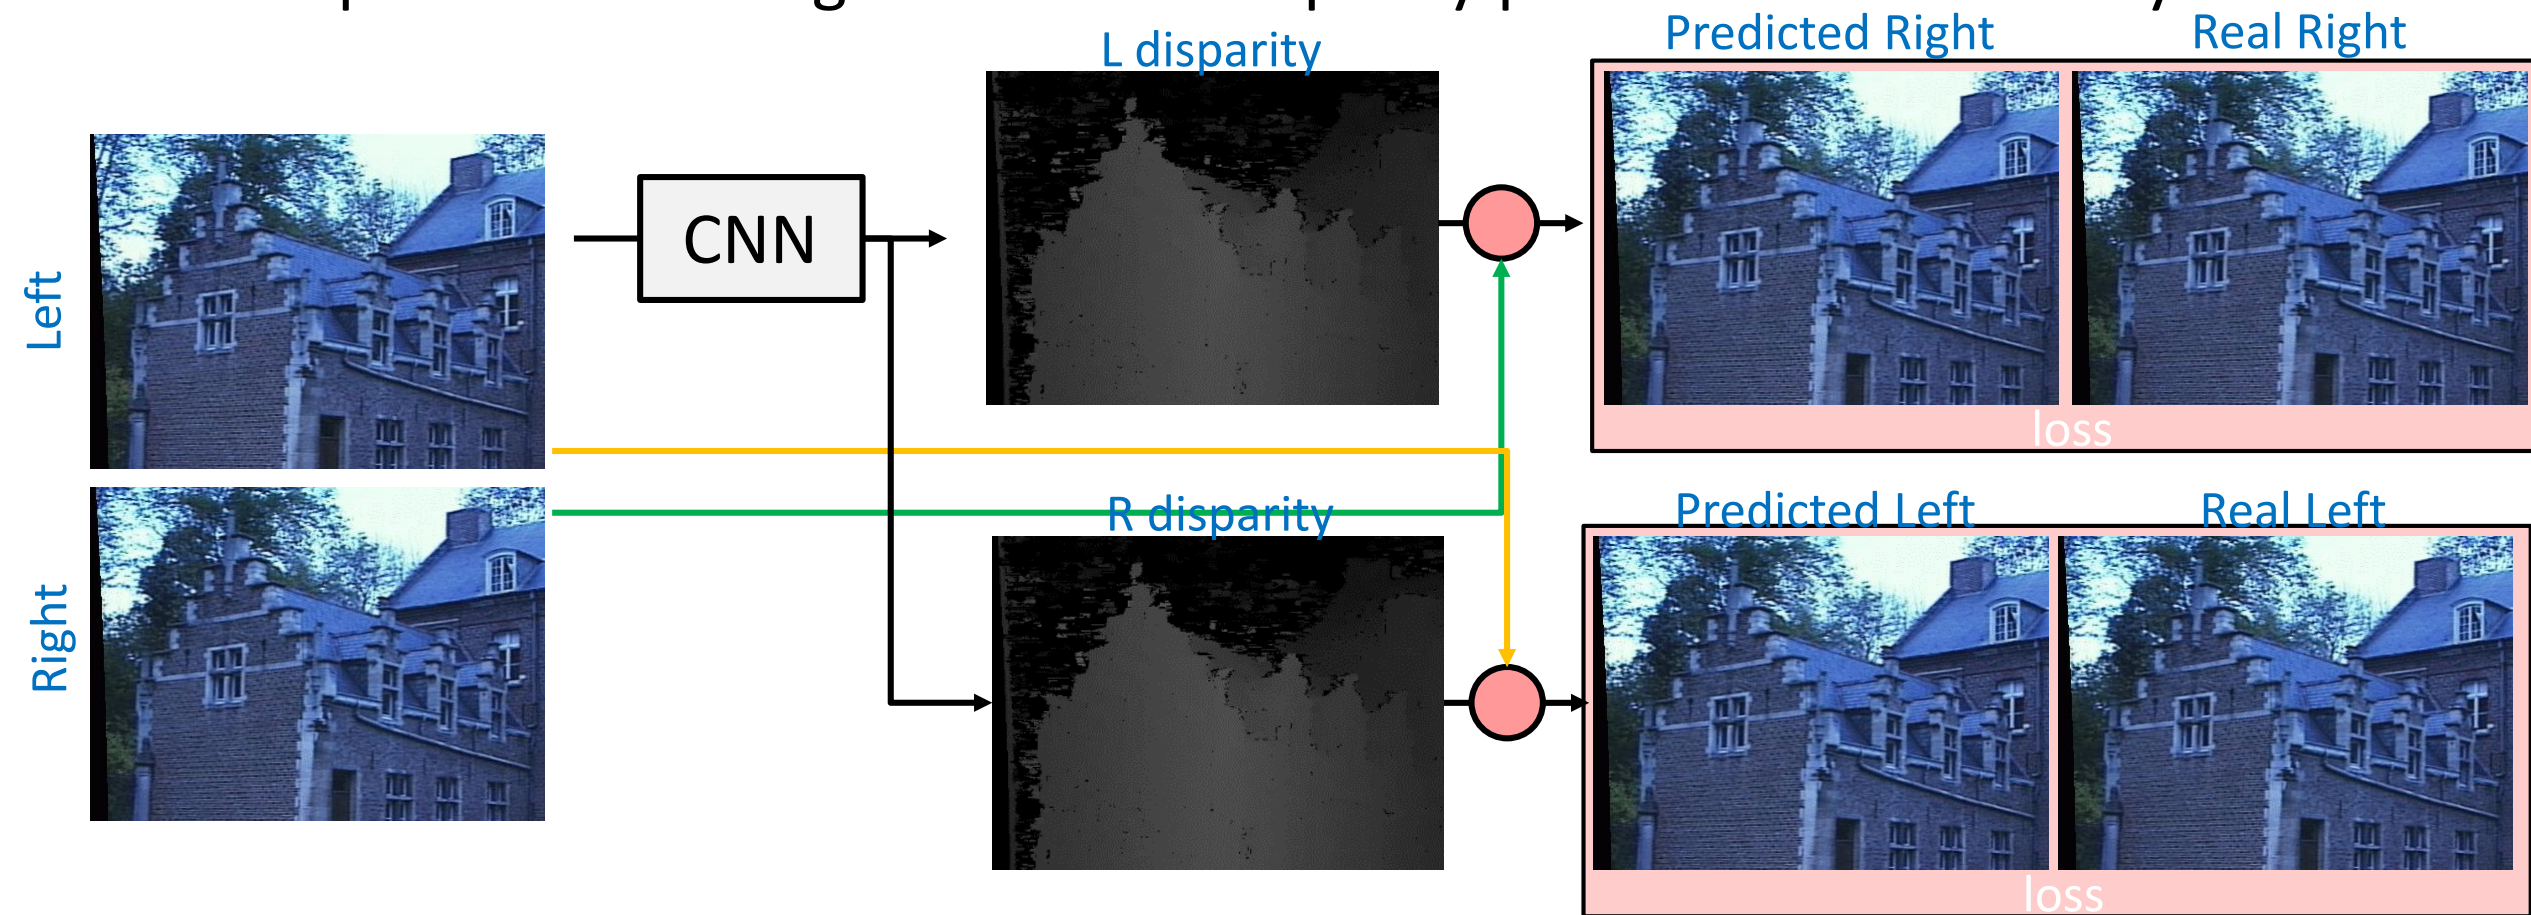 L disparity
Predicted Right
Real Right
Left
CNN
loss
Right
R disparity
Predicted Left
Real Left
loss